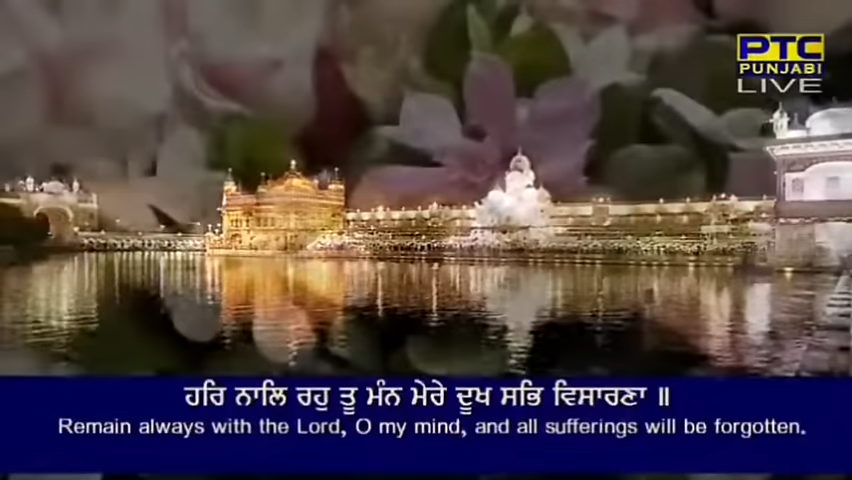 PTC
PUNJABI
LIVE
ਹਰਿ ਨਾਲਿ ਰਹੁ ਤੂ ਮੰਨ ਮੇਰੇ ਦੂਖ ਸਭਿ ਵਿਸਾਰਣਾ ॥
Remain always with the Lord, O my mind, and all sufferings will be forgotten.